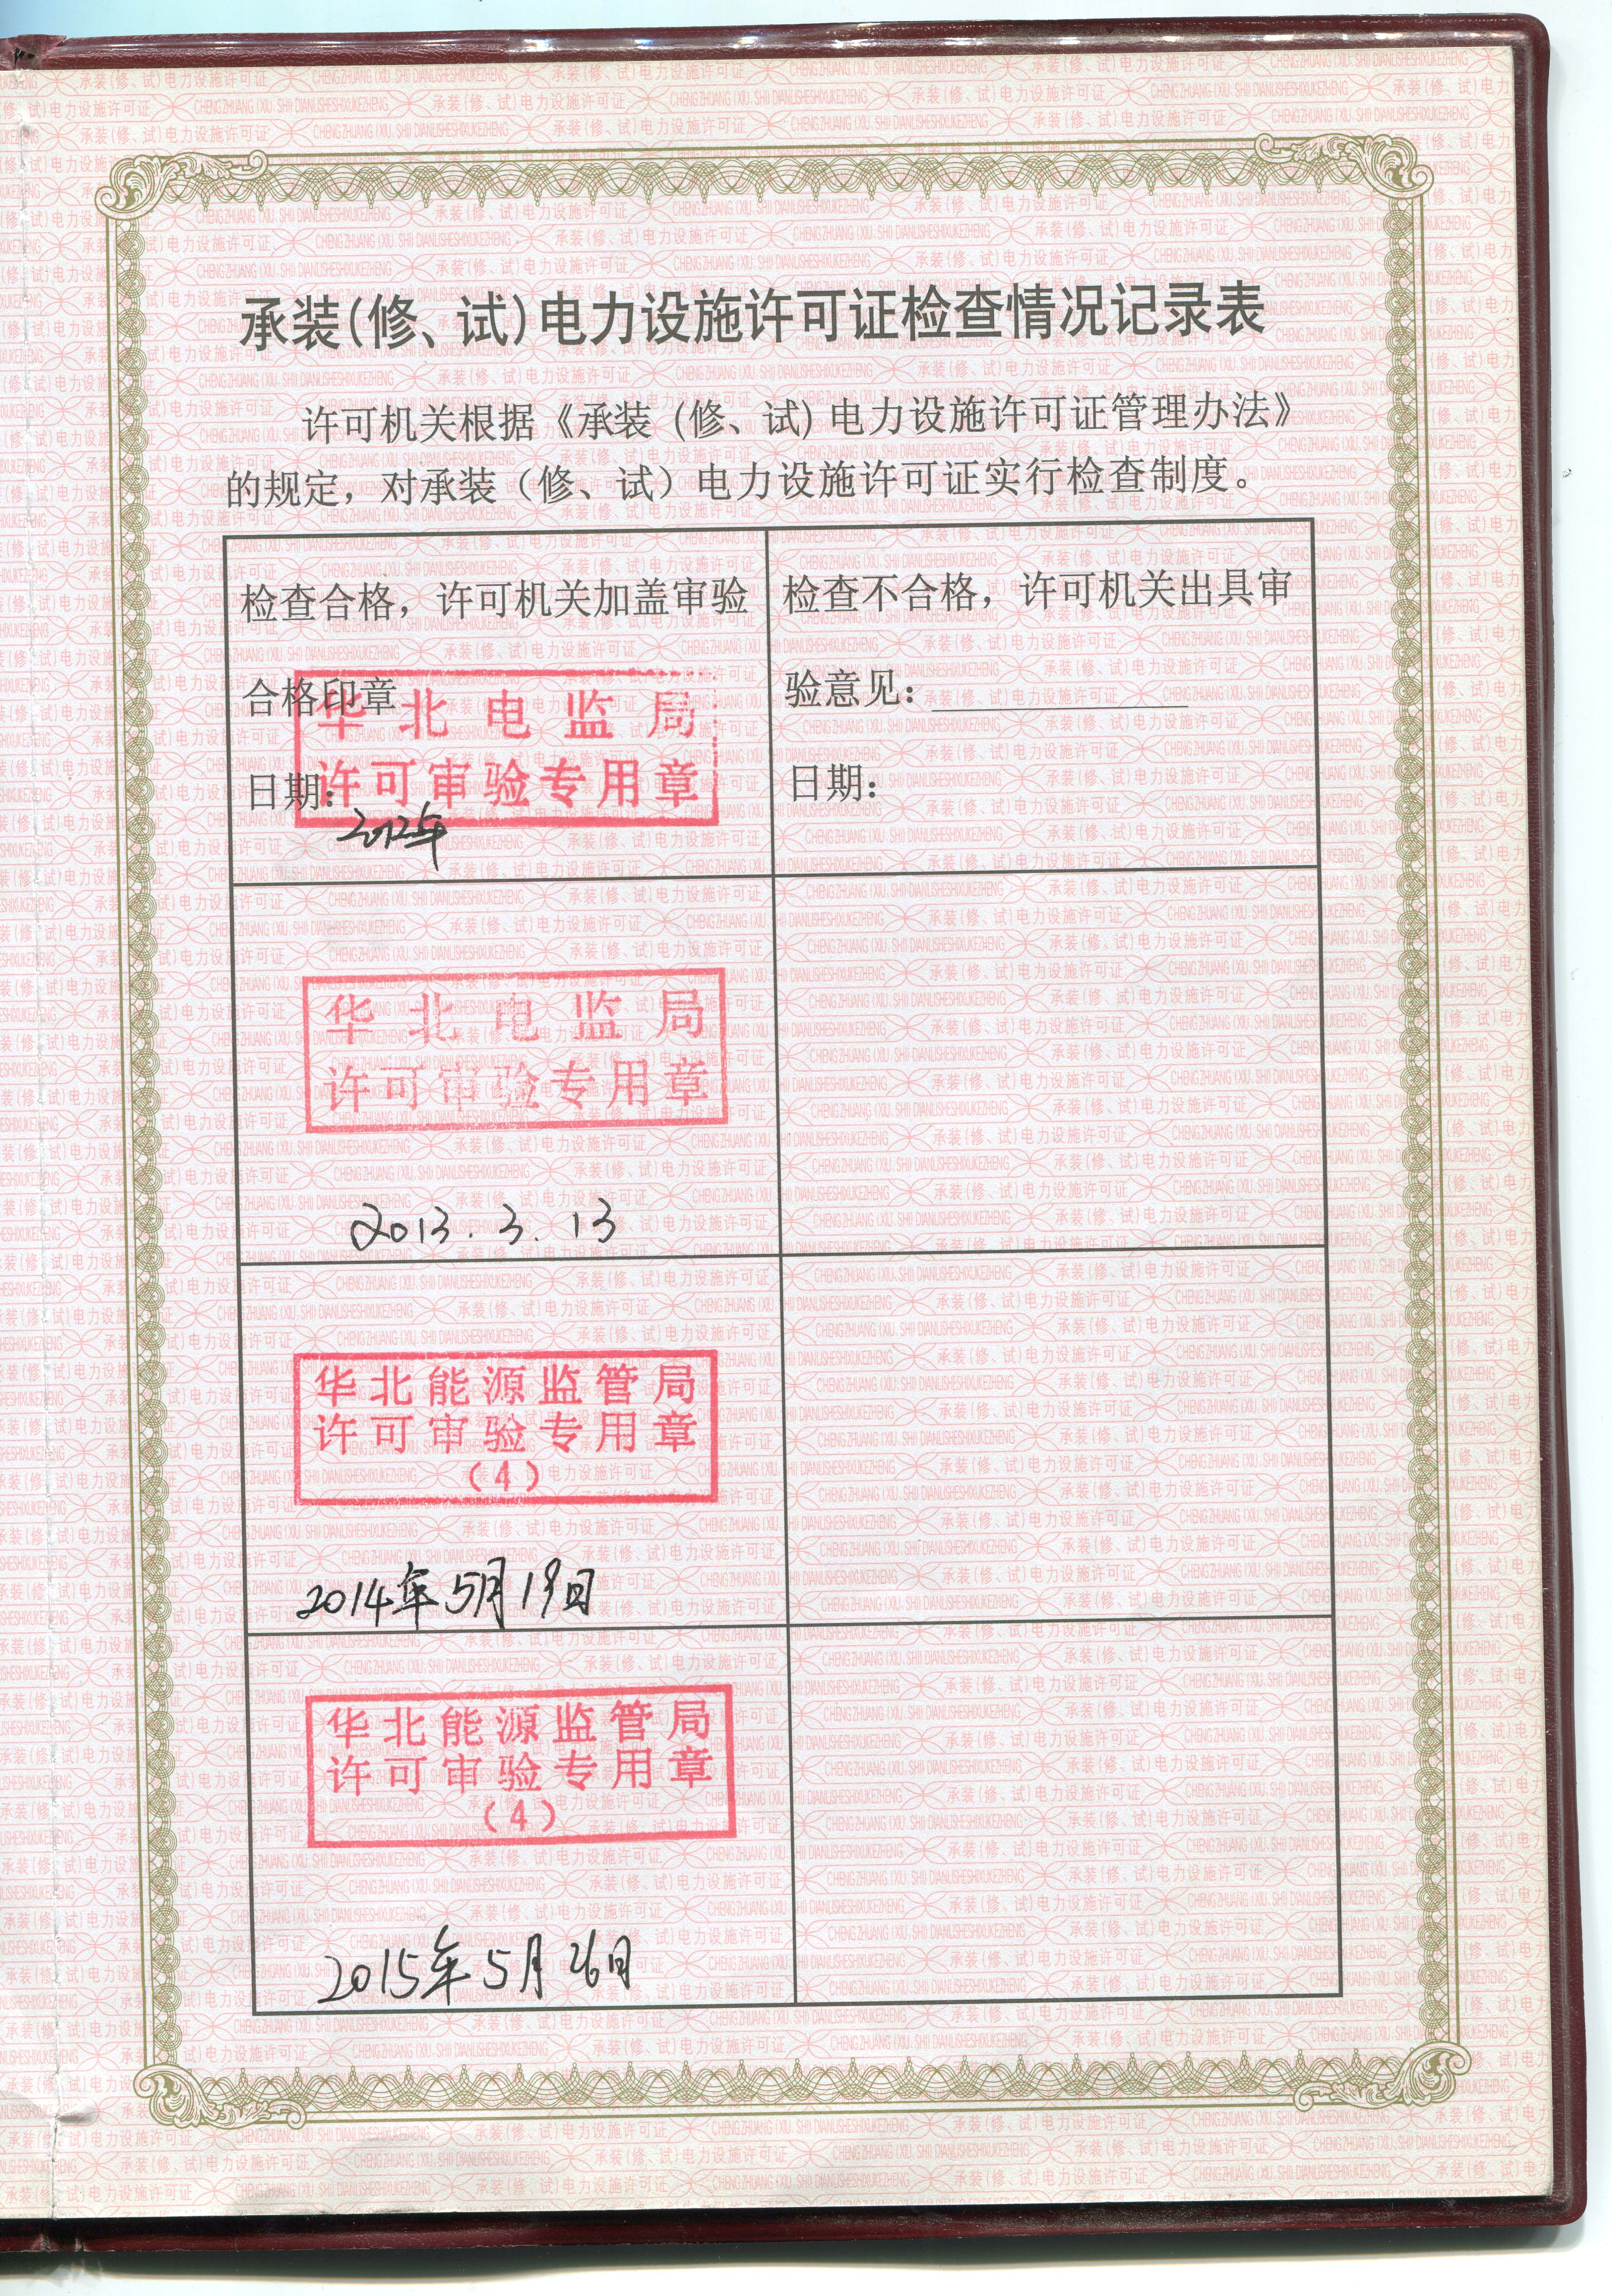 承装(修、试)电力设施许可证检查情况记录表
许可机关根据《承装(修、试)电力设施许可证管理办法》
的规定，对承装（修、试）电力设施许可证实行检查制度。
检查合格，许可机关加盖审验
合格印章
华北电监局
许可审验专用章
日期：
2012年
检查不合格，许可机关出具审
验意见：
日期：
华北电监局
许可审验专用章
2013.3.13
华北能源监管局
许可审验专用章
（4）
2014年5月19日
华北能源监管局
许可审验专用章
（4）
2015年5月26日